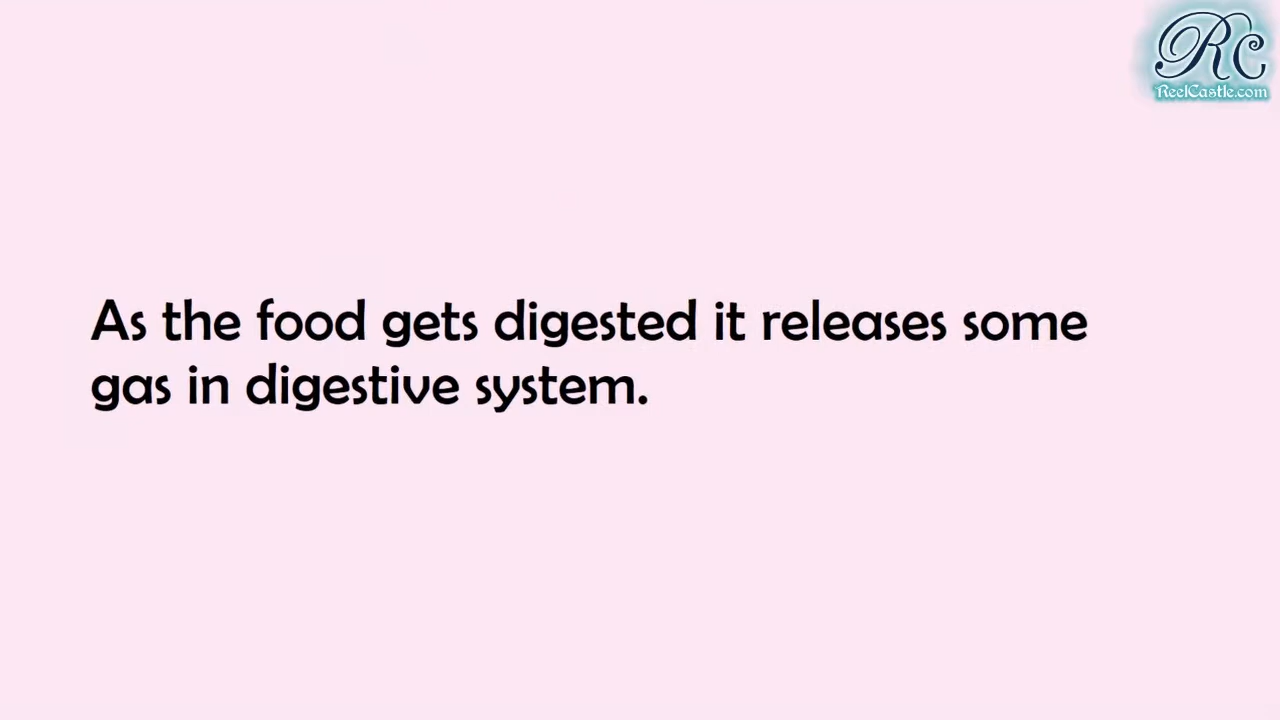 RC
ReelCastle.com
As the food gets digested it releases some
gas in digestive system.